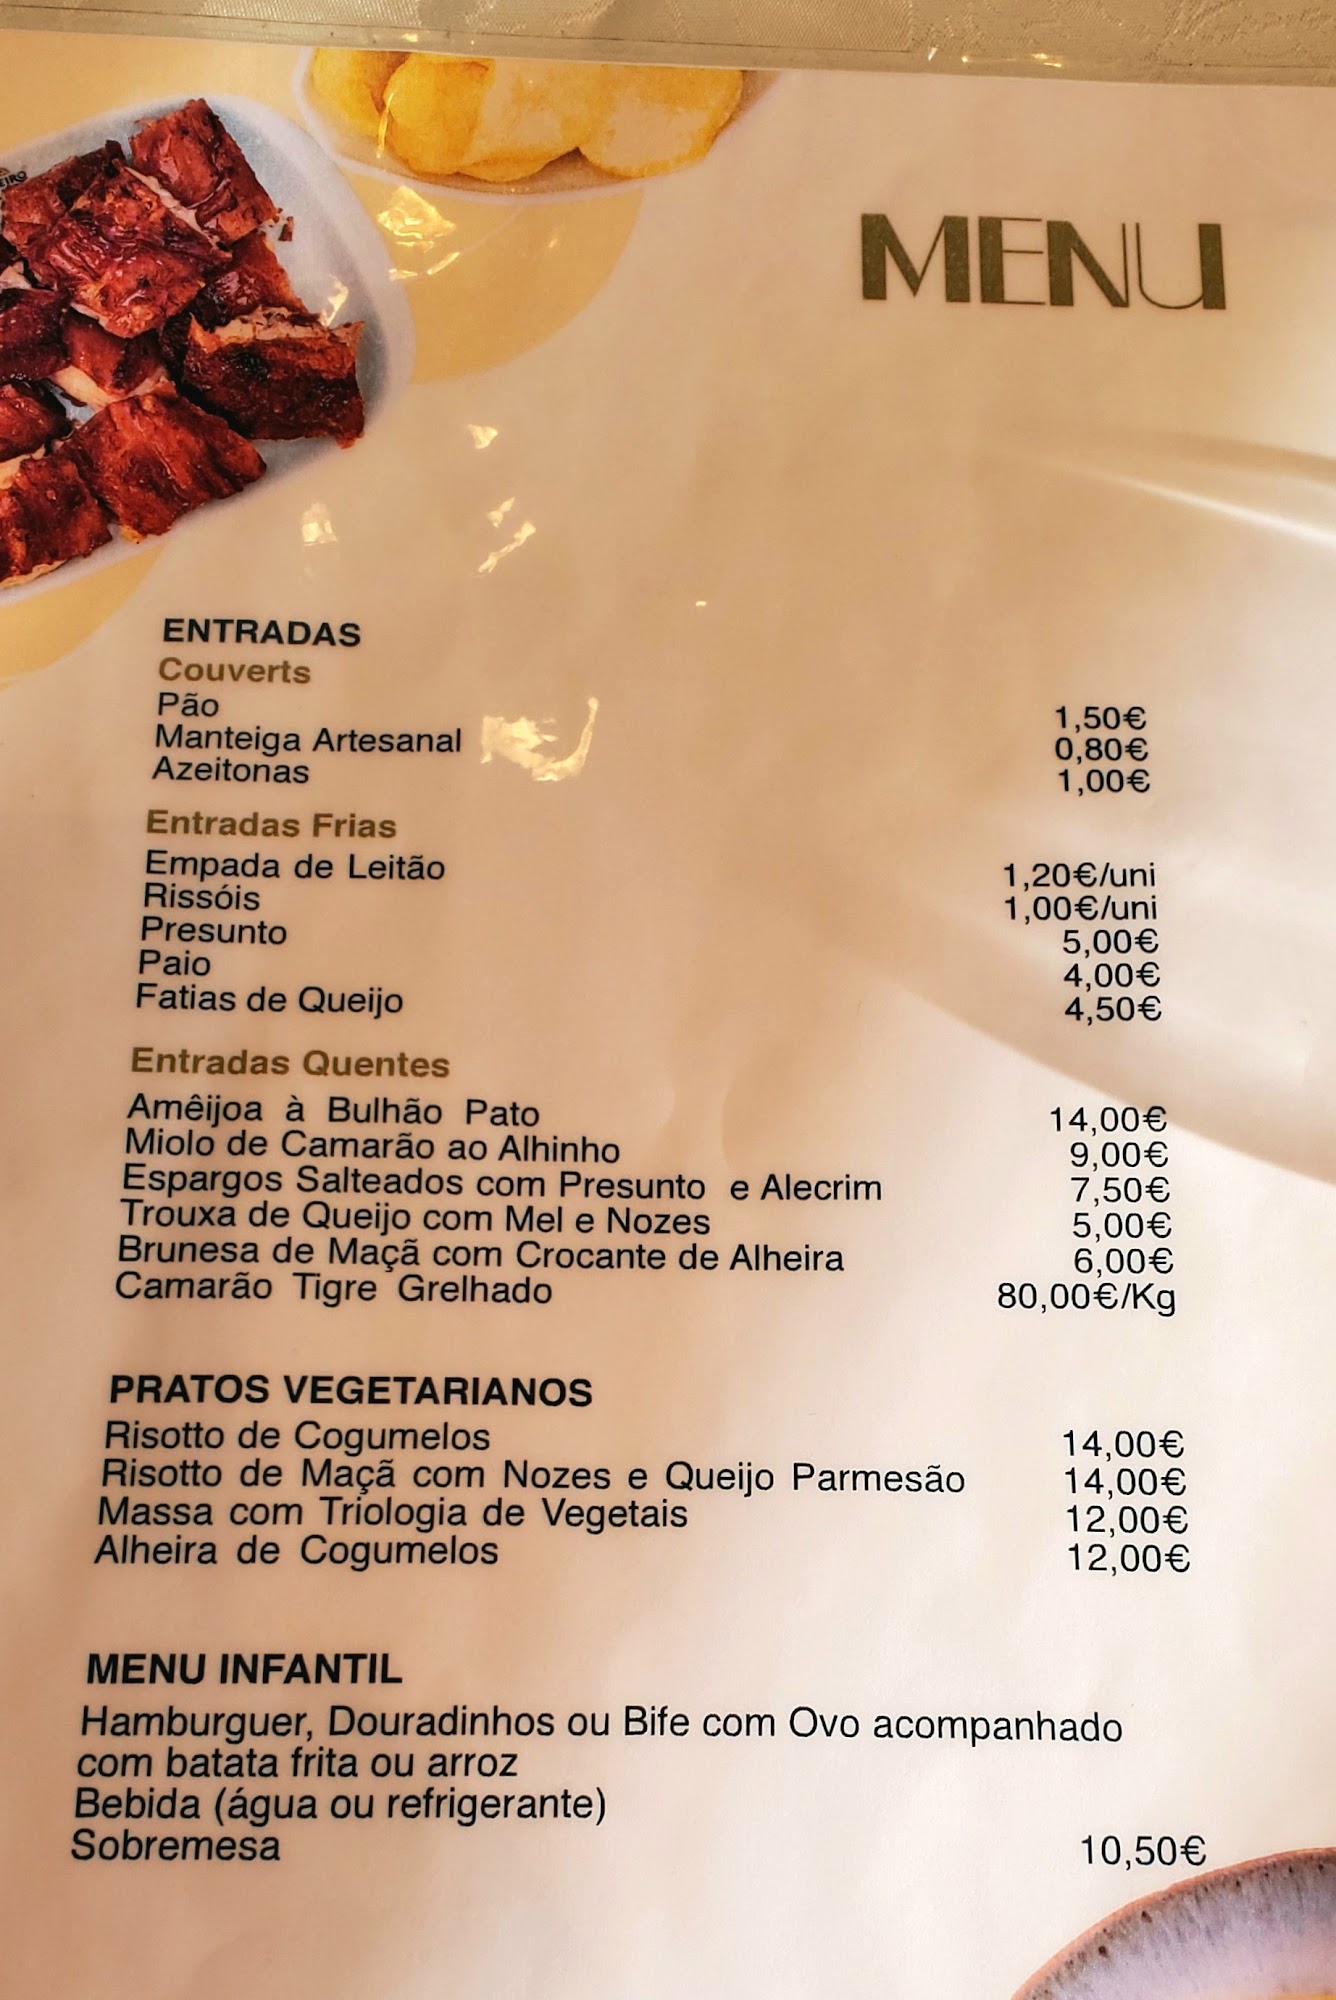 MENU
ENTRADAS
Couverts
Pão 1,50€
Manteiga Artesanal 0,80€
Azeitonas 1,00€
Entradas Frias
Empada de Leitão 1,20€/uni
Rissóis 1,00€/uni
Presunto 5,00€
Paio 4,00€
Fatias de Queijo 4,50€
Entradas Quentes
Amêijoa à Bulhão Pato 14,00€
Miolo de Camarão ao Alhinho 9,00€
Espargos Salteados com Presunto e Alecrim 7,50€
Trouxa de Queijo com Mel e Nozes 5,00€
Brunesa de Maçã com Crocante de Alheira 6,00€
Camarão Tigre Grelhado 80,00€/Kg
PRATOS VEGETARIANOS
Risotto de Cogumelos 14,00€
Risotto de Maçã com Nozes e Queijo Parmesão 14,00€
Massa com Triologia de Vegetais 12,00€
Alheira de Cogumelos 12,00€
MENU INFANTIL
Hamburguer, Douradinhos ou Bife com Ovo acompanhado
com batata frita ou arroz
Bebida (água ou refrigerante)
Sobremesa 10,50€